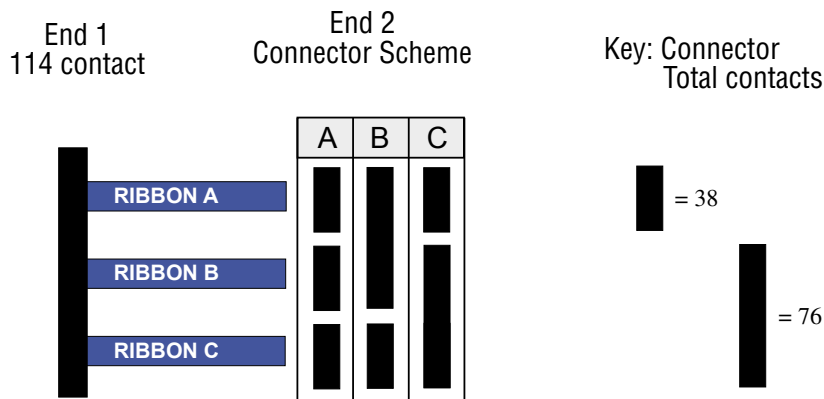 End 1
114 contact
End 2
Connector Scheme
Key: Connector
Total contacts
A B C
RIBBON A
RIBBON B
RIBBON C
= 38
= 76